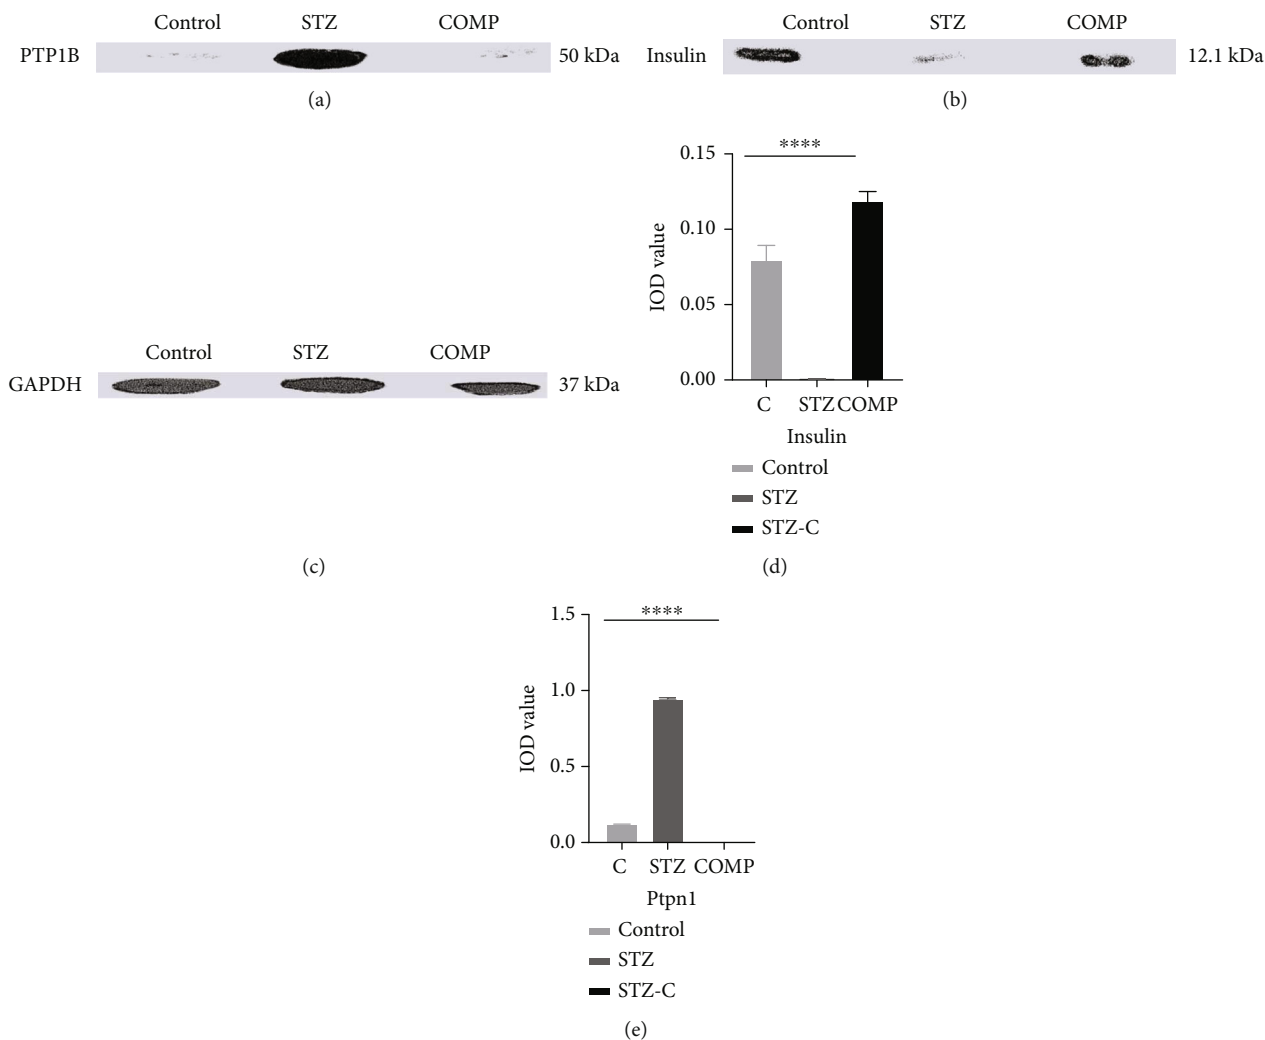 Control STZ COMP
PTP1B 50 kDa
(a)
Control STZ COMP
Insulin 12.1 kDa
(b)
Control STZ COMP
GAPDH 37 kDa
(c)
****
0.15
0.10
0.05
0.00
IOD value
C STZ COMP
Insulin
Control
STZ
STZ-C
(d)
****
1.5
1.0
0.5
0.0
IOD value
C STZ COMP
Ptpn1
Control
STZ
STZ-C
(e)